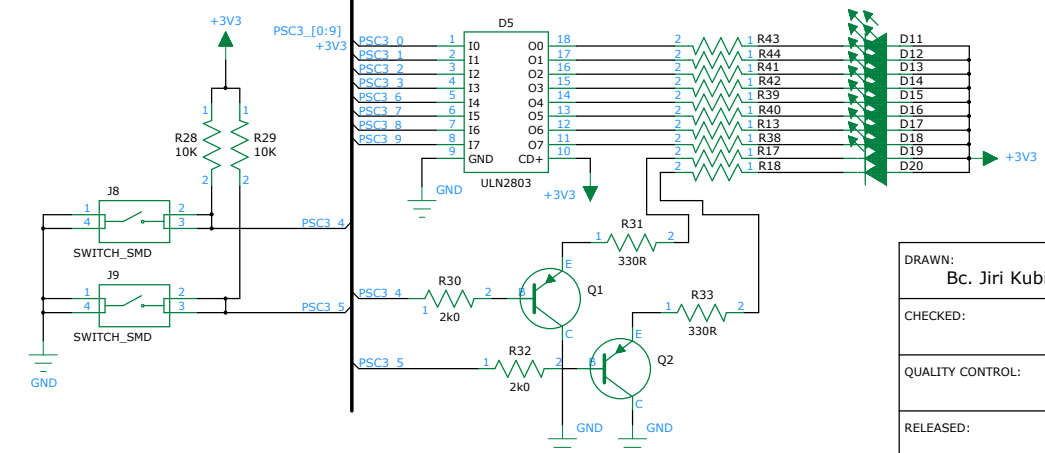 +3V3
PSC3_[0:9]
+3V3
D5
PSC3_0 1 I0 O0 18 2 1 R43 D11
PSC3_1 2 I1 O1 17 2 1 R44 D12
PSC3_2 3 I2 O2 16 2 1 R41 D13
PSC3_3 4 I3 O3 15 2 1 R42 D14
PSC3_6 5 I4 O4 14 2 1 R39 D15
PSC3_7 6 I5 O5 13 2 1 R40 D16
PSC3_8 7 I6 O6 12 2 1 R13 D17
PSC3_9 8 I7 O7 11 2 1 R38 D18
9 GND CD+ 10 2 1 R17 D19
2 1 R18 D20
+3V3
ULN2803
GND
+3V3
1 1
R28 R29
10K 10K
2 2
J8
1 2
4 3
SWITCH_SMD
PSC3_4
J9
1 2
4 3
SWITCH_SMD
PSC3_5
GND
R31
1 2
330R
PSC3_4
R30
1 2
2k0
E
B
C
Q1
R33
1 2
330R
PSC3_5
R32
1 2
2k0
E
B
C
Q2
GND
GND
DRAWN:
Bc. Jiri Kubi
CHECKED:
QUALITY CONTROL:
RELEASED: